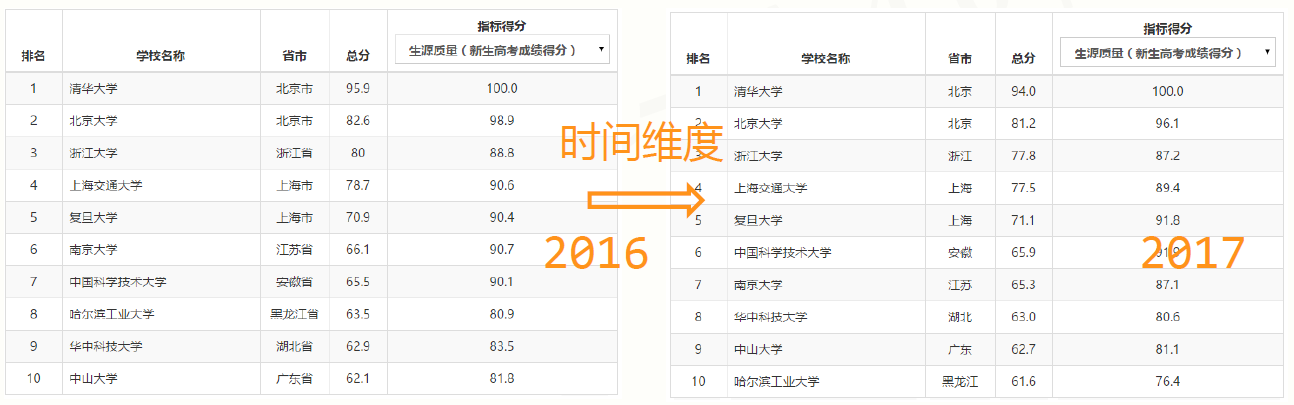 排名 学校名称 省市 总分 指标得分
生源质量（新生高考成绩得分）
1 清华大学 北京市 95.9 100.0
2 北京大学 北京市 82.6 98.9
3 浙江大学 浙江省 80 88.8
4 上海交通大学 上海市 78.7 90.6
5 复旦大学 上海市 70.9 90.4
6 南京大学 江苏省 66.1 90.7
7 中国科学技术大学 安徽省 65.5 90.1
8 哈尔滨工业大学 黑龙江省 63.5 80.9
9 华中科技大学 湖北省 62.9 83.5
10 中山大学 广东省 62.1 81.8
时间维度
2016
排名 学校名称 省市 总分 指标得分
生源质量（新生高考成绩得分）
1 清华大学 北京 94.0 100.0
2 北京大学 北京 81.2 96.1
3 浙江大学 浙江 77.8 87.2
4 上海交通大学 上海 77.5 89.4
5 复旦大学 上海 71.1 91.8
6 中国科学技术大学 安徽 65.9
7 南京大学 江苏 65.3 87.1
8 华中科技大学 湖北 63.0 80.6
9 中山大学 广东 62.7 81.1
10 哈尔滨工业大学 黑龙江 61.6 76.4
2017